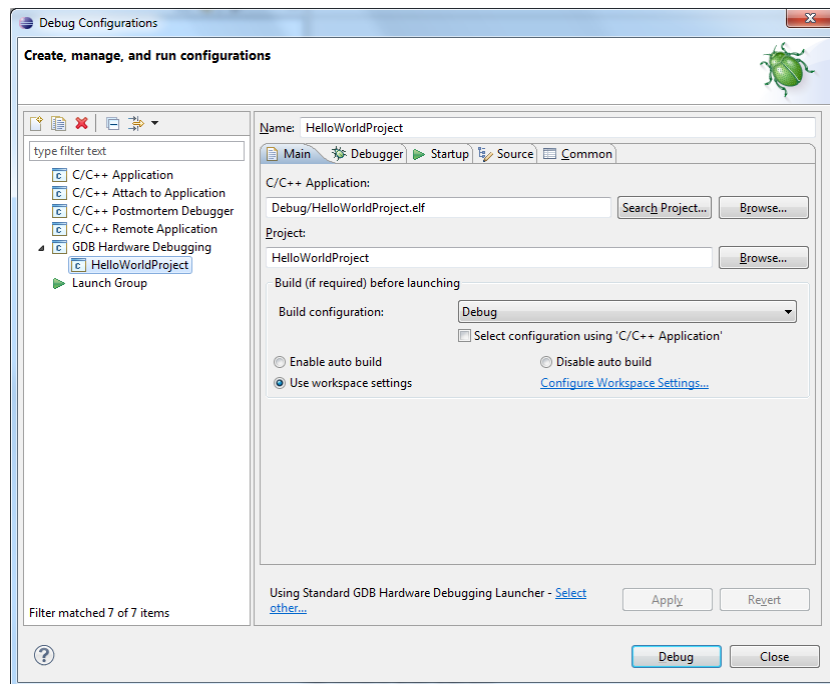 Debug Configurations
Create, manage, and run configurations
type filter text
C/C++ Application
C/C++ Attach to Application
C/C++ Postmortem Debugger
C/C++ Remote Application
GDB Hardware Debugging
HelloWorldProject
Launch Group
Filter matched 7 of 7 items
Name: HelloWorldProject
Main Debugger Startup Source Common
C/C++ Application:
Debug/HelloWorldProject.elf Search Project... Browse...
Project:
HelloWorldProject Browse...
Build (if required) before launching
Build configuration: Debug
Select configuration using 'C/C++ Application'
Enable auto build Disable auto build
Use workspace settings Configure Workspace Settings...
Using Standard GDB Hardware Debugging Launcher - Select
other...
Apply Revert
Debug Close